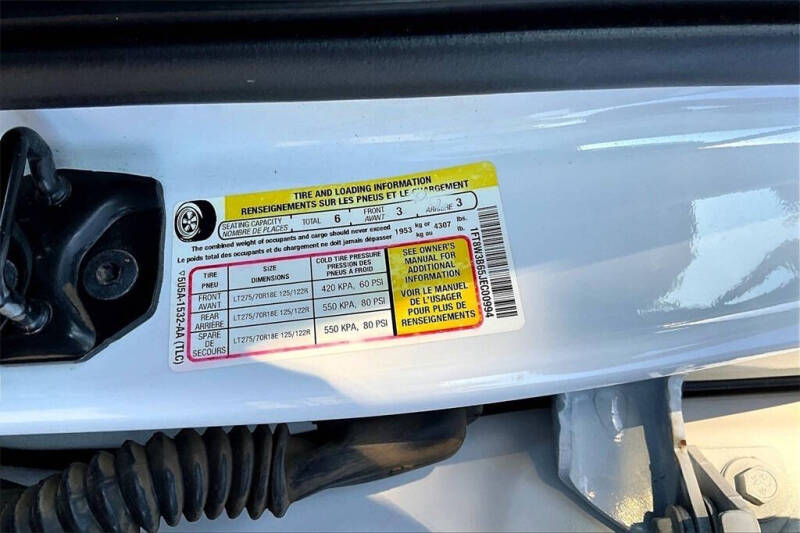 TIRE AND LOADING INFORMATION
RENSEIGNEMENTS SUR LES PNEUS ET LE CHARGEMENT
SEATING CAPACITY
NOMBRE DE PLACES
TOTAL 6
FRONT
AVANT
3
ARRIÈRE 3
The combined weight of occupants and cargo should never exceed
Le poids total des occupants et du chargement ne doit jamais dépasser
1953 kg or
kg ou
4307 lbs.
lb.
TIRE
PNEU
SIZE
DIMENSIONS
COLD TIRE PRESSURE
PRESSION DES
PNEUS À FROID
FRONT
AVANT
LT275/70R18E 125/122R
420 KPA, 60 PSI
REAR
ARRIÈRE
LT275/70R18E 125/122R
550 KPA, 80 PSI
SPARE
DE
SECOURS
LT275/70R18E 125/122R
550 KPA, 80 PSI
SEE OWNER'S
MANUAL FOR
ADDITIONAL
INFORMATION
VOIR LE MANUEL
DE L'USAGER
POUR PLUS DE
RENSEIGNEMENTS
5U5A-1532-AA (TLC)